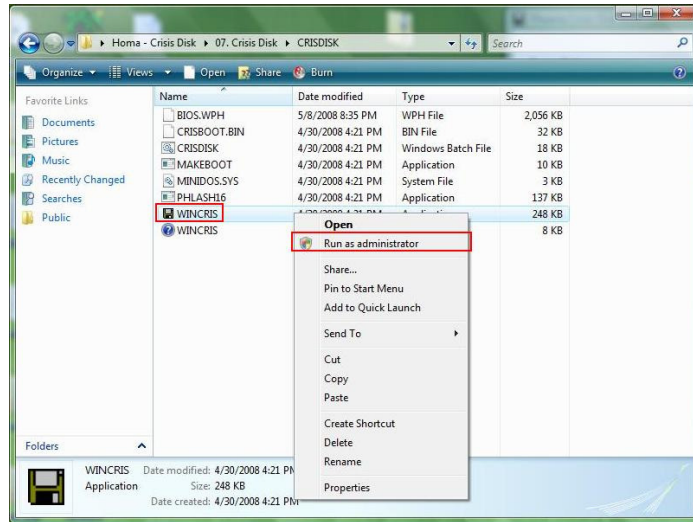 Homa - Crisis Disk ▸ 07. Crisis Disk ▸ CRISDISK
Search
Organize Views Open Share Burn
Favorite Links
Documents
Pictures
Music
Recently Changed
Searches
Public
Folders
Name Date modified Type Size
BIOS.WPH 5/8/2008 8:35 PM WPH File 2,056 KB
CRISBOOT.BIN 4/30/2008 4:21 PM BIN File 32 KB
CRISDISK 4/30/2008 4:21 PM Windows Batch File 18 KB
MAKEBOOT 4/30/2008 4:21 PM Application 10 KB
MINIDOS.SYS 4/30/2008 4:21 PM System File 3 KB
PHLASH16 4/30/2008 4:21 PM Application 137 KB
WINCRIS 248 KB
WINCRIS 8 KB
Open
Run as administrator
Share...
Pin to Start Menu
Add to Quick Launch
Send To
Cut
Copy
Paste
Create Shortcut
Delete
Rename
Properties
WINCRIS Date modified: 4/30/2008 4:21 PM
Application Size: 248 KB
Date created: 4/30/2008 4:21 PM